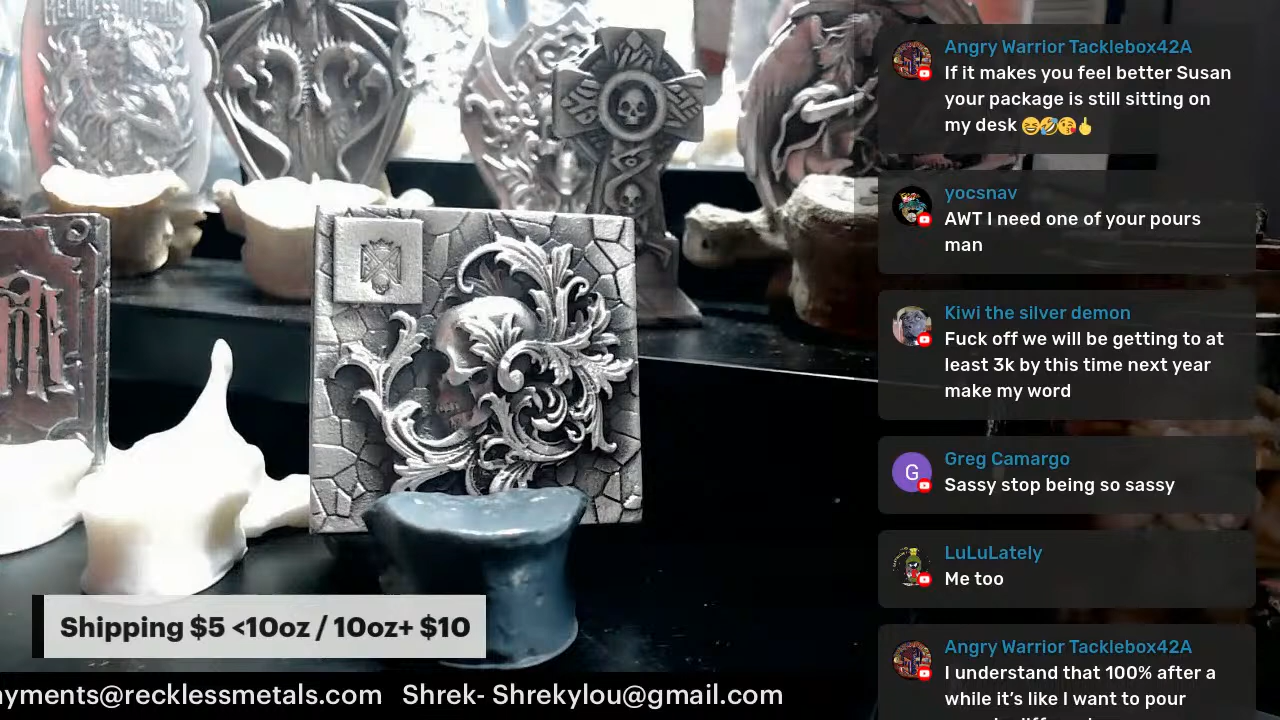 RECKLESS METALS
Angry Warrior Tacklebox42A
If it makes you feel better Susan
your package is still sitting on
my desk 😆🤣😘🖕
yocsnav
AWT I need one of your pours
man
Kiwi the silver demon
Fuck off we will be getting to at
least 3k by this time next year
make my word
G
Greg Camargo
Sassy stop being so sassy
LuLuLately
Me too
Angry Warrior Tacklebox42A
I understand that 100% after a
while it’s like I want to pour
Shipping $5 <10oz / 10oz+ $10
ayments@recklessmetals.com Shrek- Shrekylou@gmail.com